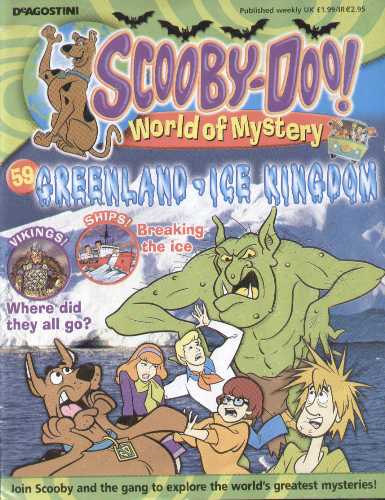 DEAGOSTINI
Published weekly UK £1.99/IR€2.95
SCOOBY-DOO!
World of Mystery
59
GREENLAND - ICE KINGDOM
VIKINGS!
SHIPS!
Breaking
the ice
Where did
they all go?
SD
Join Scooby and the gang to explore the world's greatest mysteries!